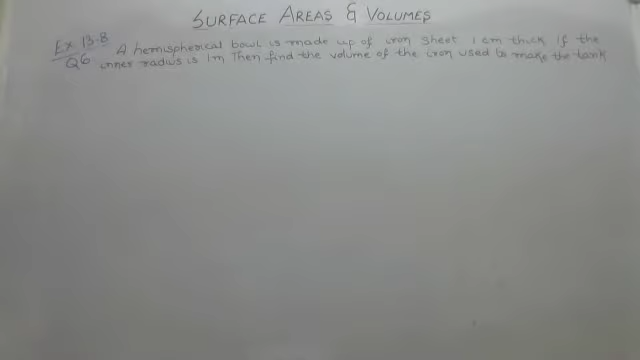 SURFACE AREAS & VOLUMES
Ex 13.8 A hemispherical bowl is made up of iron sheet 1 cm thick if the
Q6. inner radius is 1m Then find the volume of the iron used to make the tank